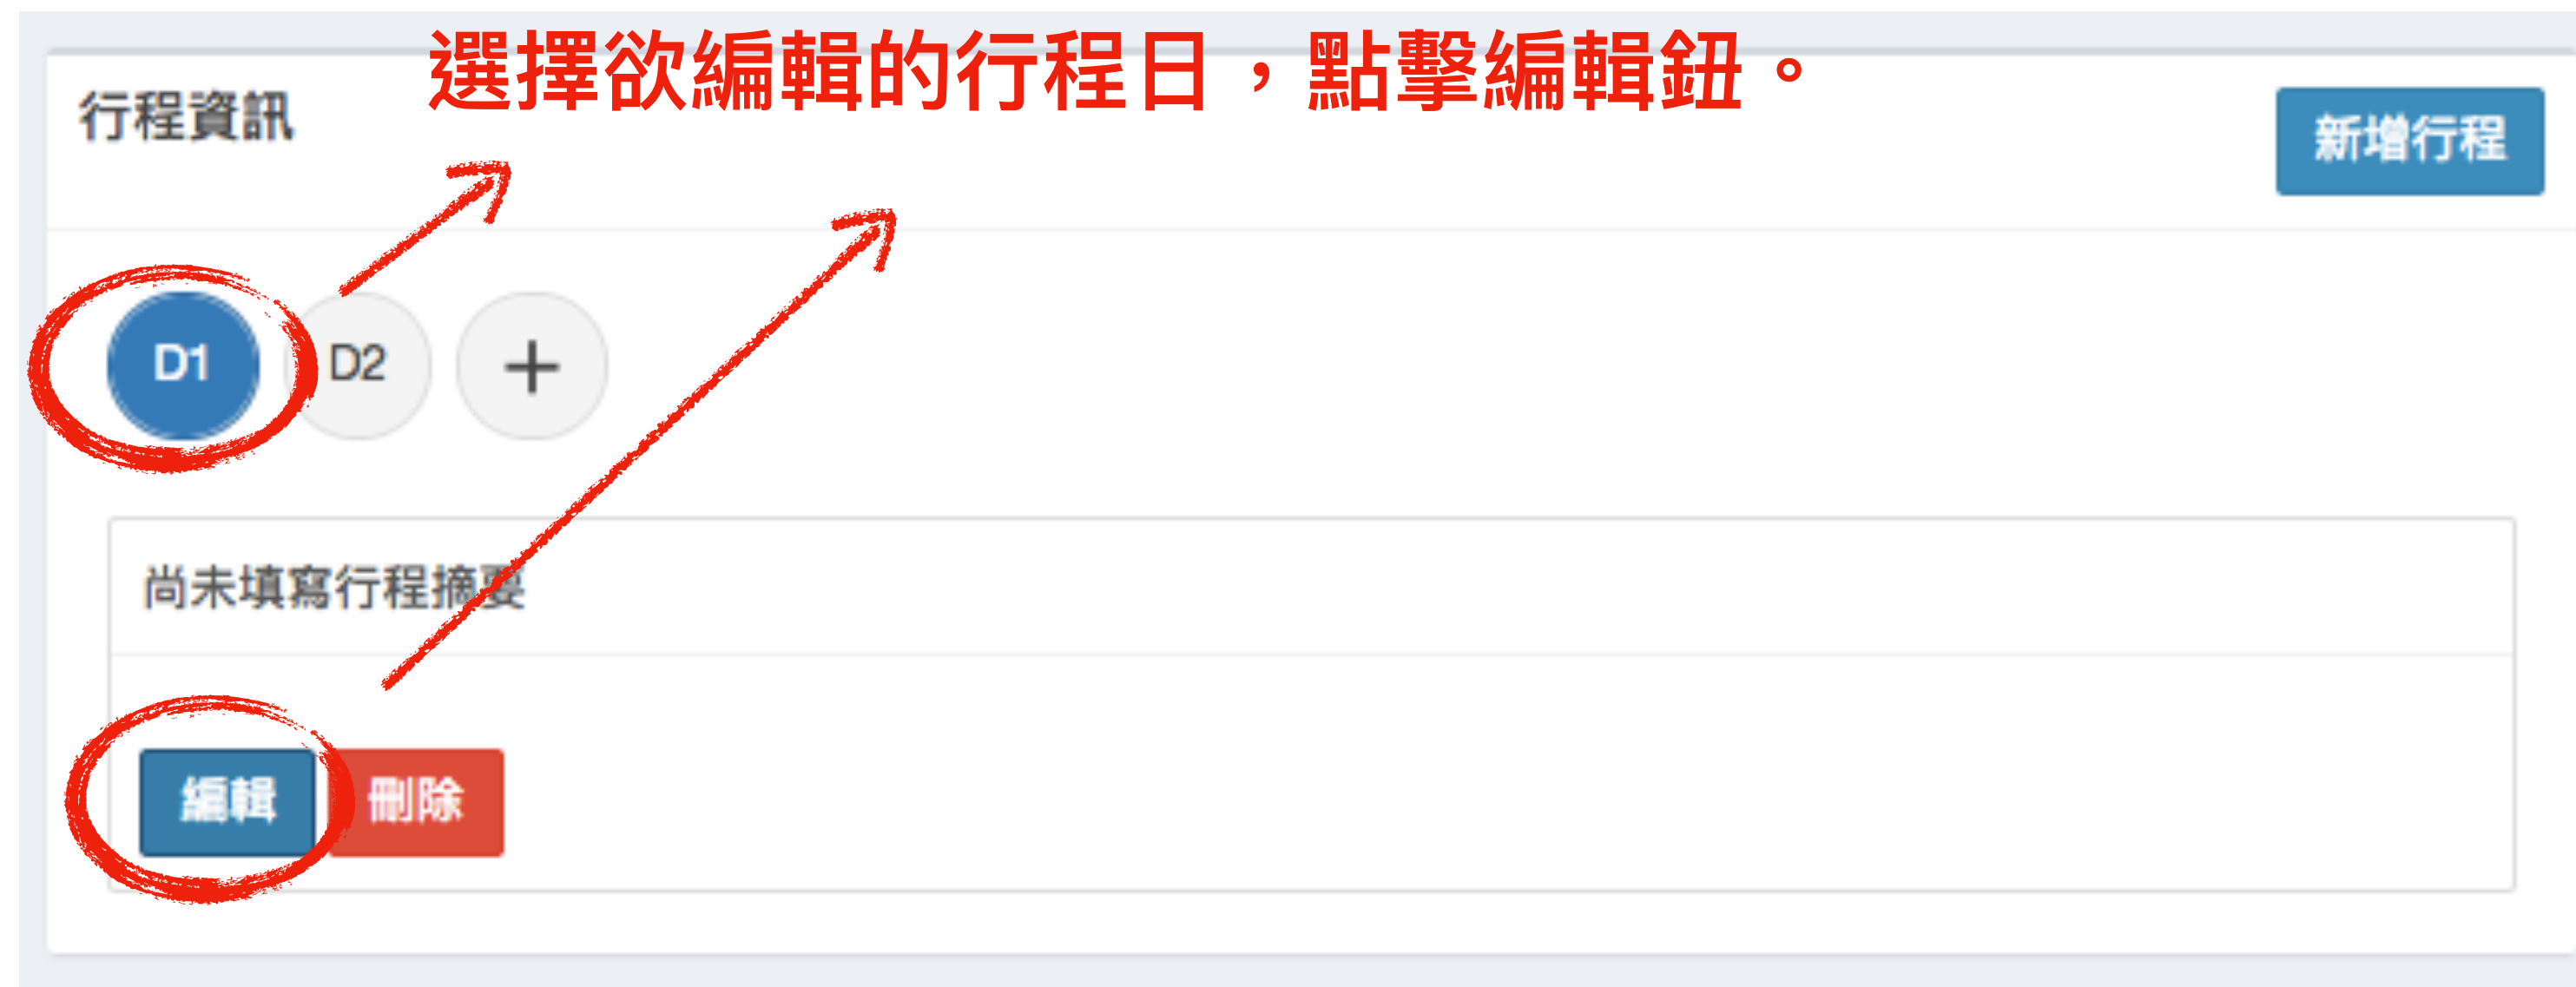 選擇欲編輯的行程日，點擊編輯鈕。
行程資訊
新增行程
D1 D2 +
尚未填寫行程摘要
編輯 刪除